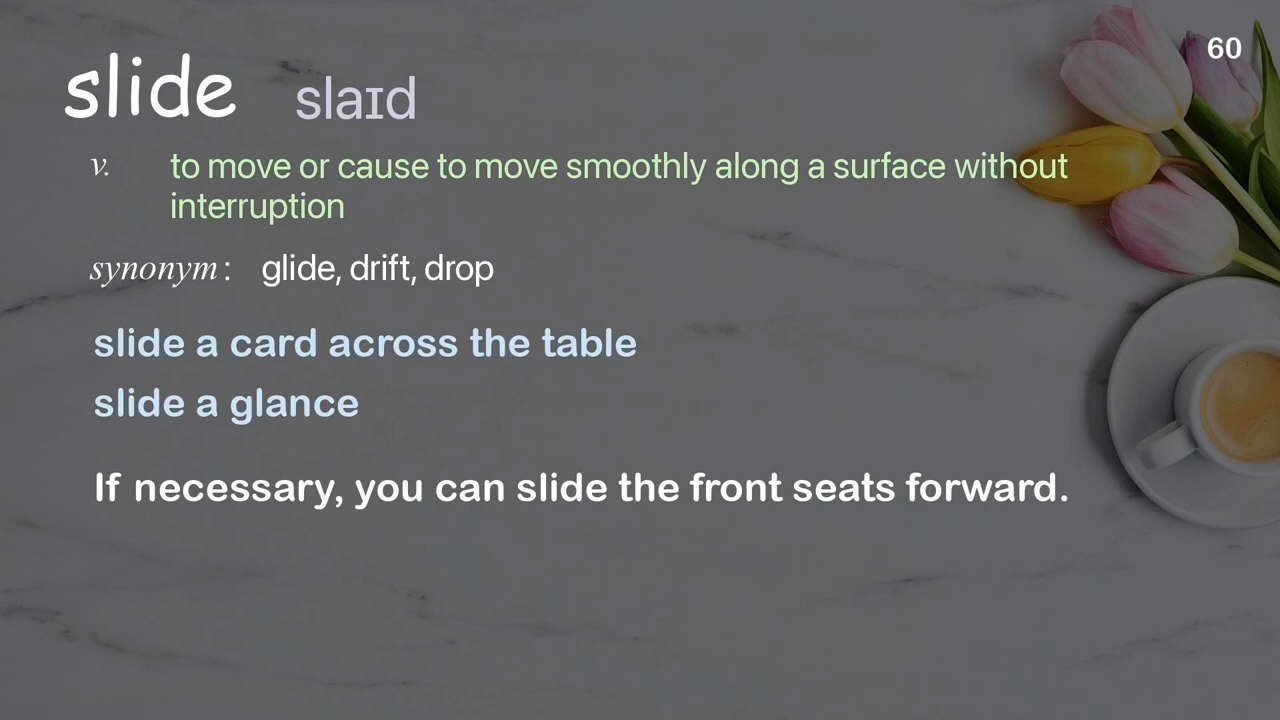 60
slide slaɪd
v. to move or cause to move smoothly along a surface without
interruption
synonym: glide, drift, drop
slide a card across the table
slide a glance
If necessary, you can slide the front seats forward.